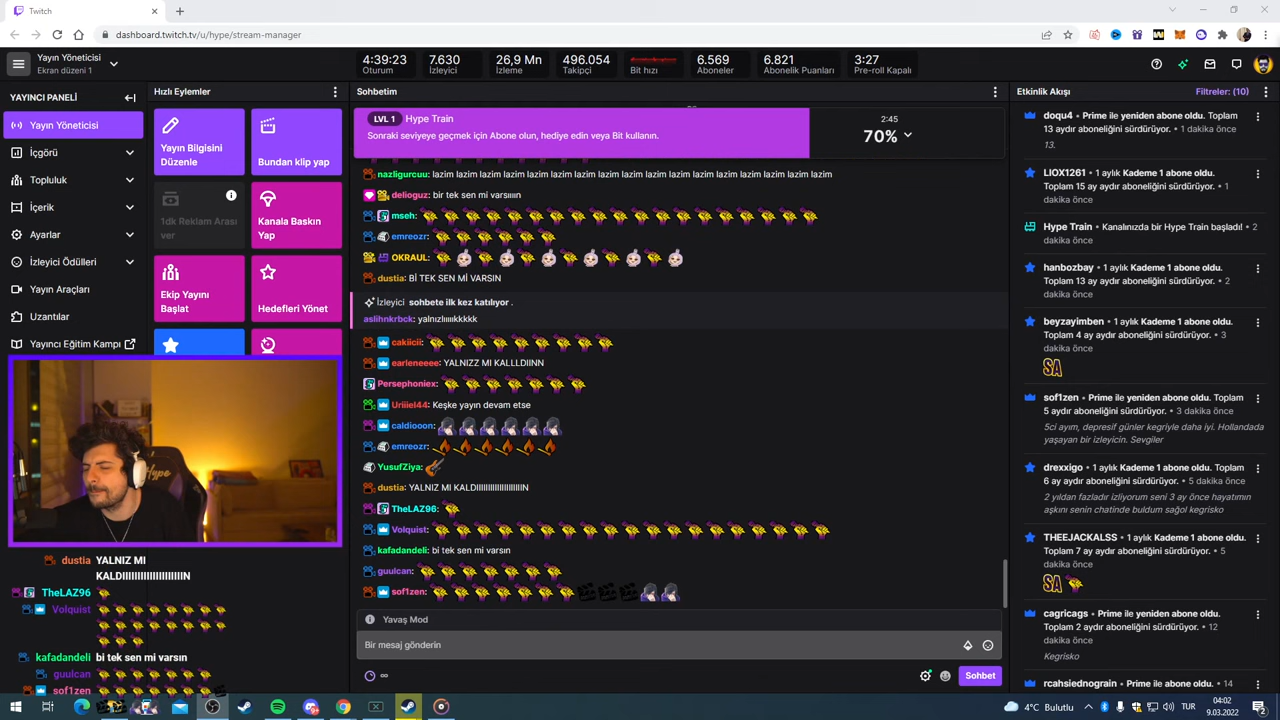 Twitch
dashboard.twitch.tv/u/hype/stream-manager
Yayın Yöneticisi
Ekran düzeni 1
4:39:23
Oturum
7.630
İzleyici
26,9 Mn
İzleme
496.054
Takipçi
Bit hızı
6.569
Aboneler
6.821
Abonelik Puanları
3:27
Pre-roll Kapalı
YAYINCI PANELİ
Yayın Yöneticisi
İçgörü
Topluluk
İçerik
Ayarlar
İzleyici Ödülleri
Yayın Araçları
Uzantılar
Yayıncı Eğitim Kampı
Hızlı Eylemler
Yayın Bilgisini
Düzenle
Bundan klip yap
1dk Reklam Arası
ver
Kanala Baskın
Yap
Ekip Yayını
Başlat
Hedefleri Yönet
dustia YALNIZ MI
KALDIIIIIIIIIIIIIIIIIIIIIN
TheLAZ96
Volquist
kafadandeli bi tek sen mi varsın
guulcan
sof1zen
Sohbetim
LVL 1 Hype Train
Sonraki seviyeye geçmek için Abone olun, hediye edin veya Bit kullanın.
2:45
70%
nazligurcuu: lazim lazim lazim lazim lazim lazim lazim lazim lazim lazim lazim lazim lazim lazim lazim lazim lazim
delioguz: bir tek sen mi varsıııın
mseh:
emreozr:
OKRAUL:
dustia: Bİ TEK SEN Mİ VARSIN
İzleyici sohbete ilk kez katılıyor .
aslihnkrbck: yalnızlııııkkkkk
cakiicii:
earleneeee: YALNIZZ MI KALLLDIINN
Persephoniex:
Uriiiel44: Keşke yayın devam etse
caldiooon:
emreozr:
YusufZiya:
dustia: YALNIZ MI KALDIIIIIIIIIIIIIIIIIIIIIN
TheLAZ96:
Volquist:
kafadandeli: bi tek sen mi varsın
guulcan:
sof1zen:
Yavaş Mod
Bir mesaj gönderin
∞
Sohbet
Etkinlik Akışı
Filtreler: (10)
doqu4 • Prime ile yeniden abone oldu. Toplam
13 aydır aboneliğini sürdürüyor. • 1 dakika önce
13.
LIOX1261 • 1 aylık Kademe 1 abone oldu.
Toplam 15 ay aydır aboneliğini sürdürüyor. • 1
dakika önce
Hype Train • Kanalınızda bir Hype Train başladı! • 2
dakika önce
hanbozbay • 1 aylık Kademe 1 abone oldu.
Toplam 13 ay aydır aboneliğini sürdürüyor. • 2
dakika önce
beyzayimben • 1 aylık Kademe 1 abone oldu.
Toplam 4 ay aydır aboneliğini sürdürüyor. • 3
dakika önce
SA
sof1zen • Prime ile yeniden abone oldu. Toplam
5 aydır aboneliğini sürdürüyor. • 3 dakika önce
5ci ayım, depresif günler kegriyle daha iyi. Hollandada
yaşayan bir izleyicin. Sevgiler
drexxigo • 1 aylık Kademe 1 abone oldu. Toplam
6 ay aydır aboneliğini sürdürüyor. • 5 dakika önce
2 yıldan fazladır izliyorum seni 3 ay önce hayatımın
aşkını senin chatinde buldum sağol kegrisko
THEEJACKALSS • 1 aylık Kademe 1 abone oldu.
Toplam 7 ay aydır aboneliğini sürdürüyor. • 5
dakika önce
SA
cagricags • Prime ile yeniden abone oldu.
Toplam 2 aydır aboneliğini sürdürüyor. • 12
dakika önce
Kegrisko
rcahsiednograin • Prime ile yeniden abone oldu. • 14
4°C Bulutlu
TUR
04:02
9.03.2022